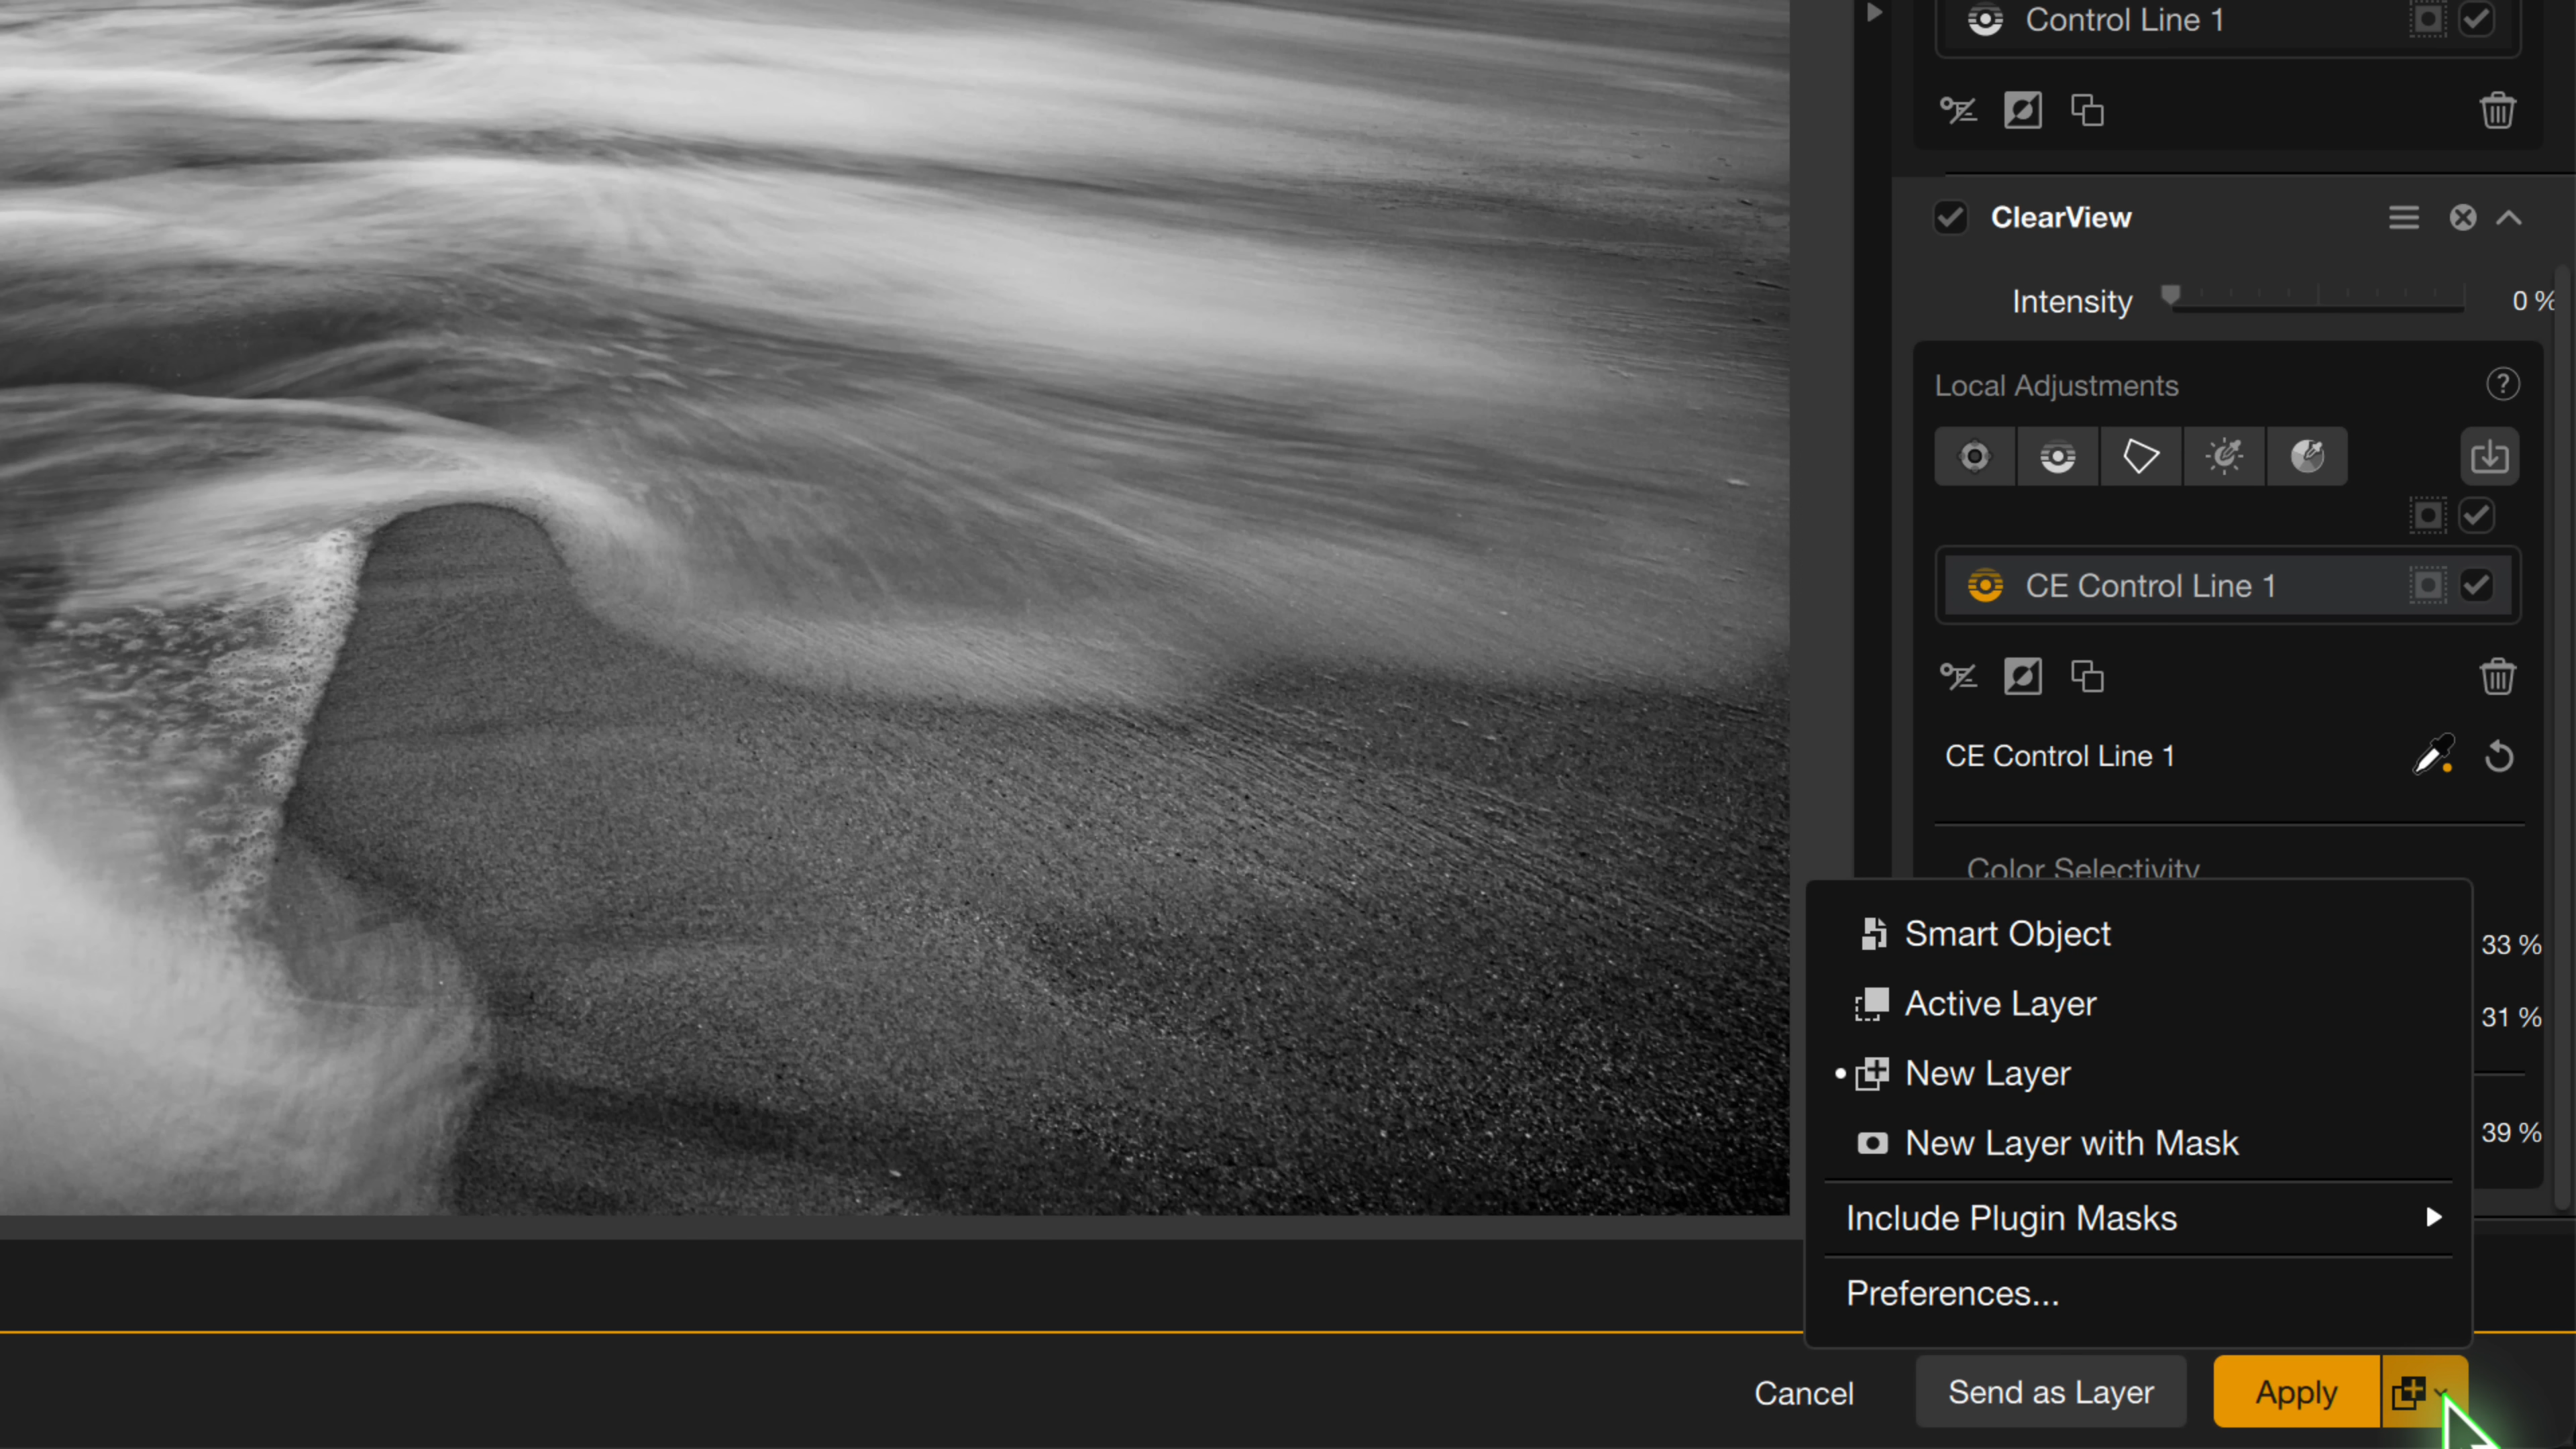 Control Line 1
ClearView
Intensity
0 %
Local Adjustments
?
CE Control Line 1
CE Control Line 1
Color Selectivity
33 %
31 %
39 %
Smart Object
Active Layer
New Layer
New Layer with Mask
Include Plugin Masks
Preferences...
Cancel
Send as Layer
Apply